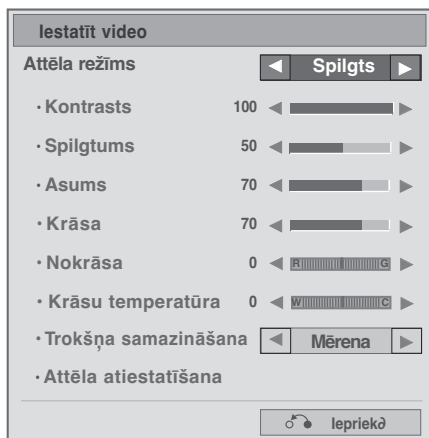 Iestatīt video
Attēla režīms ◄ Spilgts ►
· Kontrasts 100 ◄ ►
· Spilgtums 50 ◄ ►
· Asums 70 ◄ ►
· Krāsa 70 ◄ ►
· Nokrāsa 0 ◄ R G ►
· Krāsu temperatūra 0 ◄ W C ►
· Trokšņa samazināšana ◄ Mērena ►
· Attēla atiestatīšana
Iepriek∂